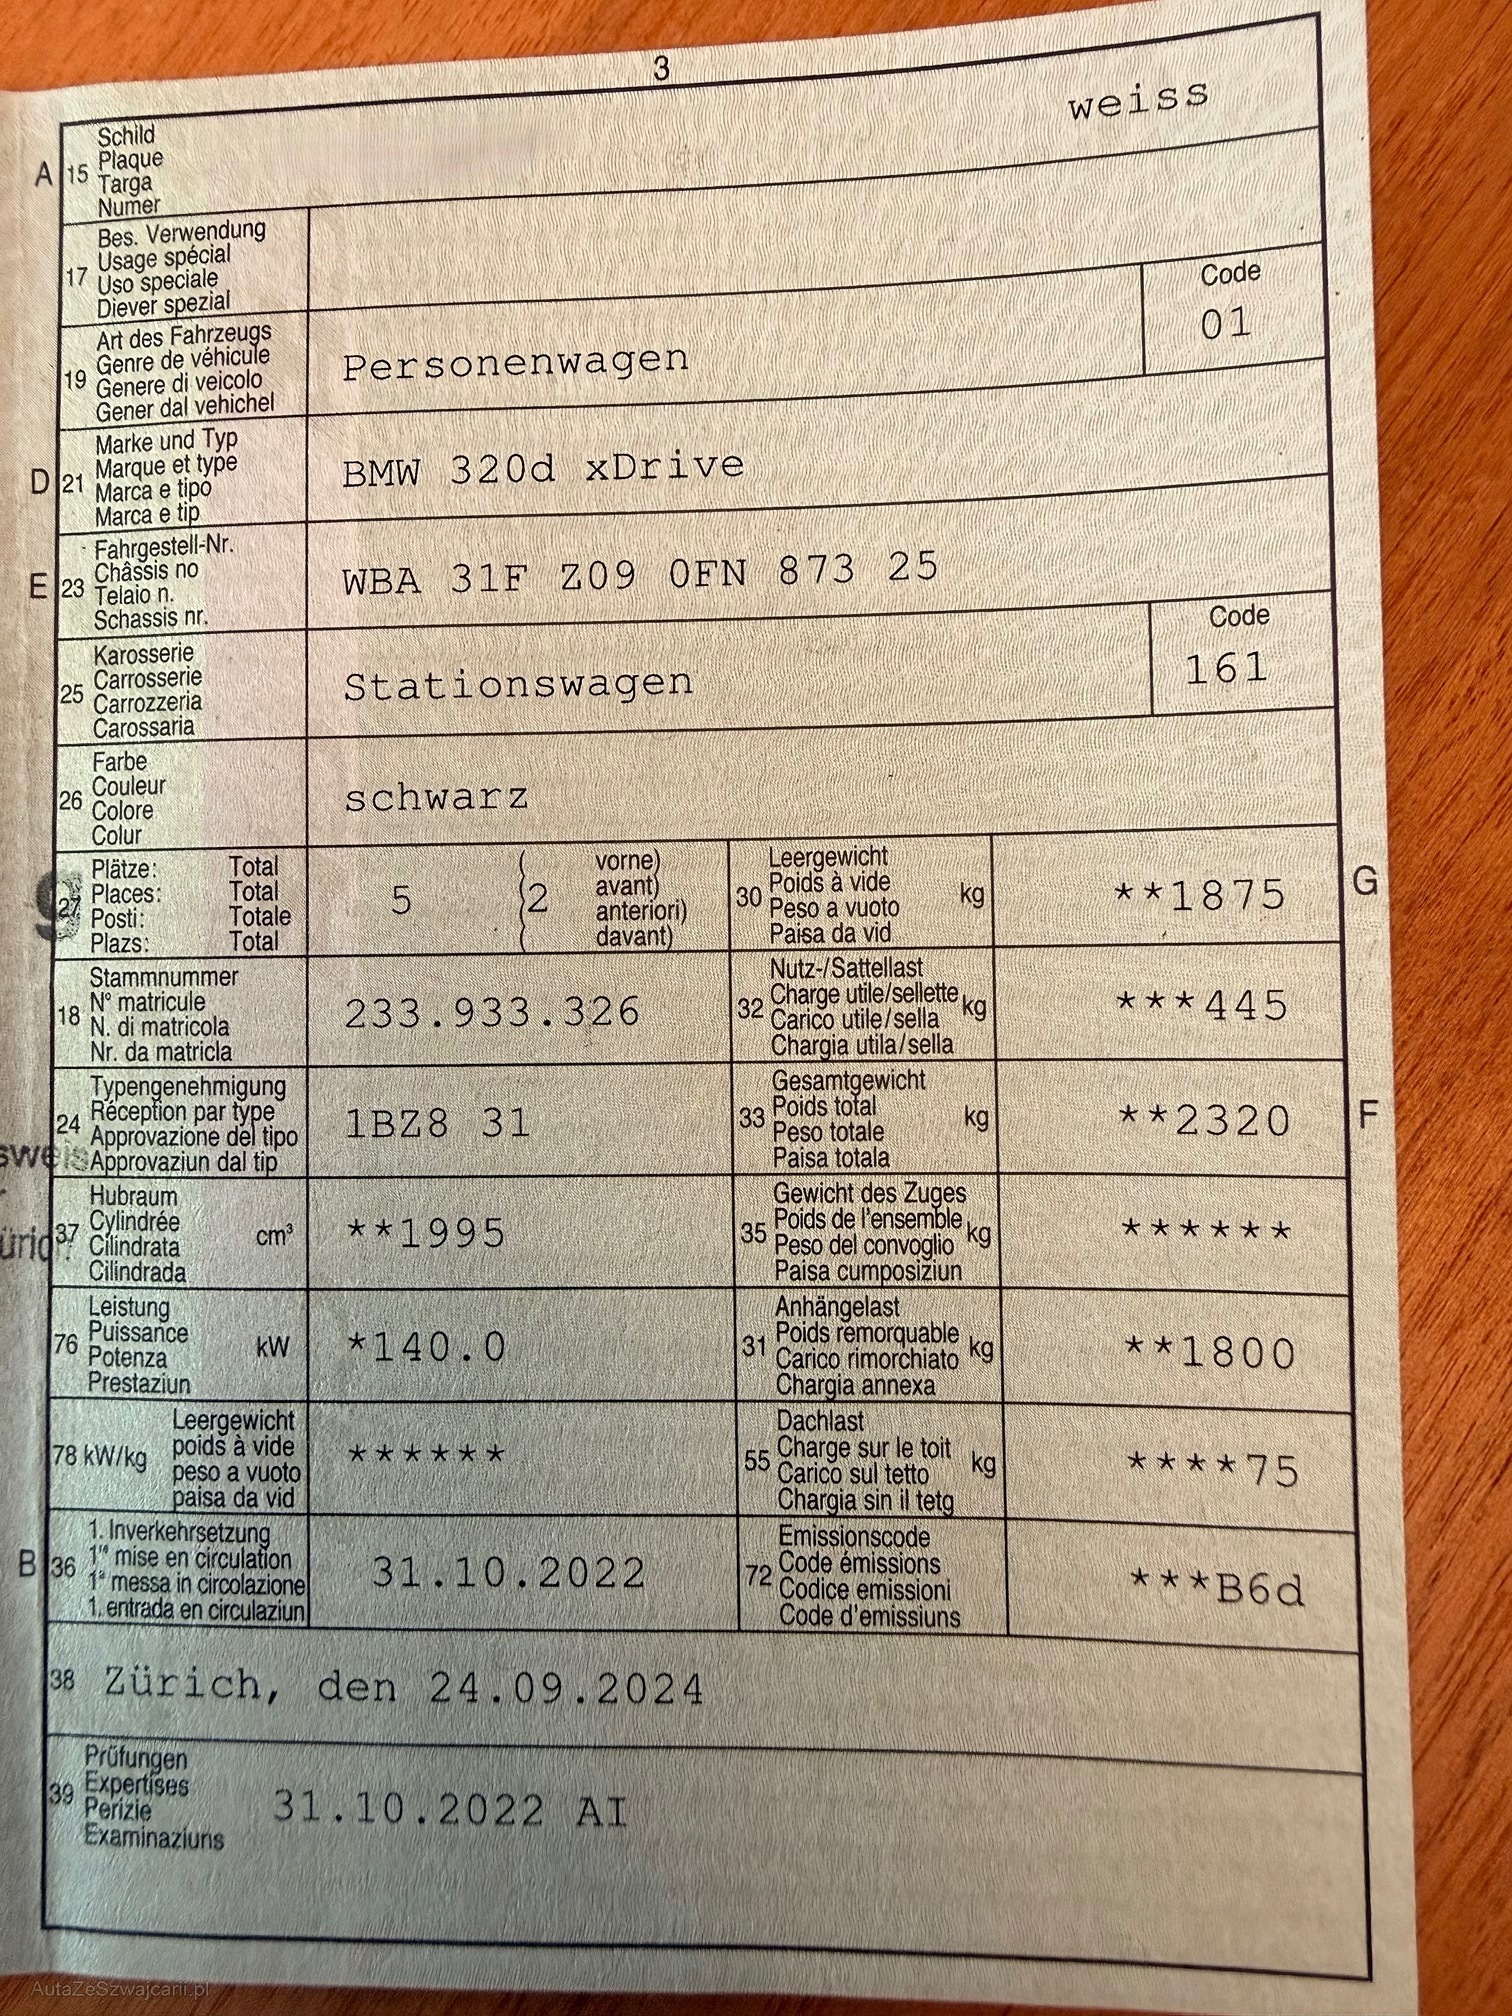 3
A 15 Schild weiss
Plaque
Targa
Numer
17 Bes. Verwendung
Usage spécial
Uso speciale
Diever spezial
19 Art des Fahrzeugs
Genre de véhicule
Genere di veicolo
Gener dal vehichel
Personenwagen
Code
01
D 21 Marke und Typ
Marque et type
Marca e tipo
Marca e tip
BMW 320d xDrive
E 23 Fahrgestell-Nr.
Châssis no
Telaio n.
Schassis nr.
WBA 31F Z09 0FN 873 25
25 Karosserie
Carrosserie
Carrozzeria
Carossaria
Stationswagen
Code
161
26 Farbe
Couleur
Colore
Colur
schwarz
27 Plätze: Total
Places: Total
Posti: Totale
Plazs: Total
5 (2 vorne)
avant)
anteriori)
davant)
30 Leergewicht
Poids à vide
Peso a vuoto
Paisa da vid
kg **1875 G
18 Stammnummer
N° matricule
N. di matricola
Nr. da matricla
233.933.326
32 Nutz-/Sattellast
Charge utile/sellette
Carico utile/sella
Chargia utila/sella
kg ***445
24 Typengenehmigung
Réception par type
Approvazione del tipo
Approvaziun dal tip
1BZ8 31
33 Gesamtgewicht
Poids total
Peso totale
Paisa totala
kg **2320 F
37 Hubraum
Cylindrée
Cilindrata
Cilindrada
cm³ **1995
35 Gewicht des Zuges
Poids de l'ensemble
Peso del convoglio
Paisa cumposiziun
kg ******
76 Leistung
Puissance
Potenza
Prestaziun
kW *140.0
31 Anhängelast
Poids remorquable
Carico rimorchiato
Chargia annexa
kg **1800
78 kW/kg Leergewicht
poids à vide
peso a vuoto
paisa da vid
******
55 Dachlast
Charge sur le toit
Carico sul tetto
Chargia sin il tetg
kg ****75
B 36 1. Inverkehrsetzung
1re mise en circulation
1a messa in circolazione
1. entrada en circulaziun
31.10.2022
72 Emissionscode
Code émissions
Codice emissioni
Code d'emissiuns
***B6d
38 Zürich, den 24.09.2024
39 Prüfungen
Expertises
Perizie
Examinaziuns
31.10.2022 AI
AutaZeSzwajcarii.pl